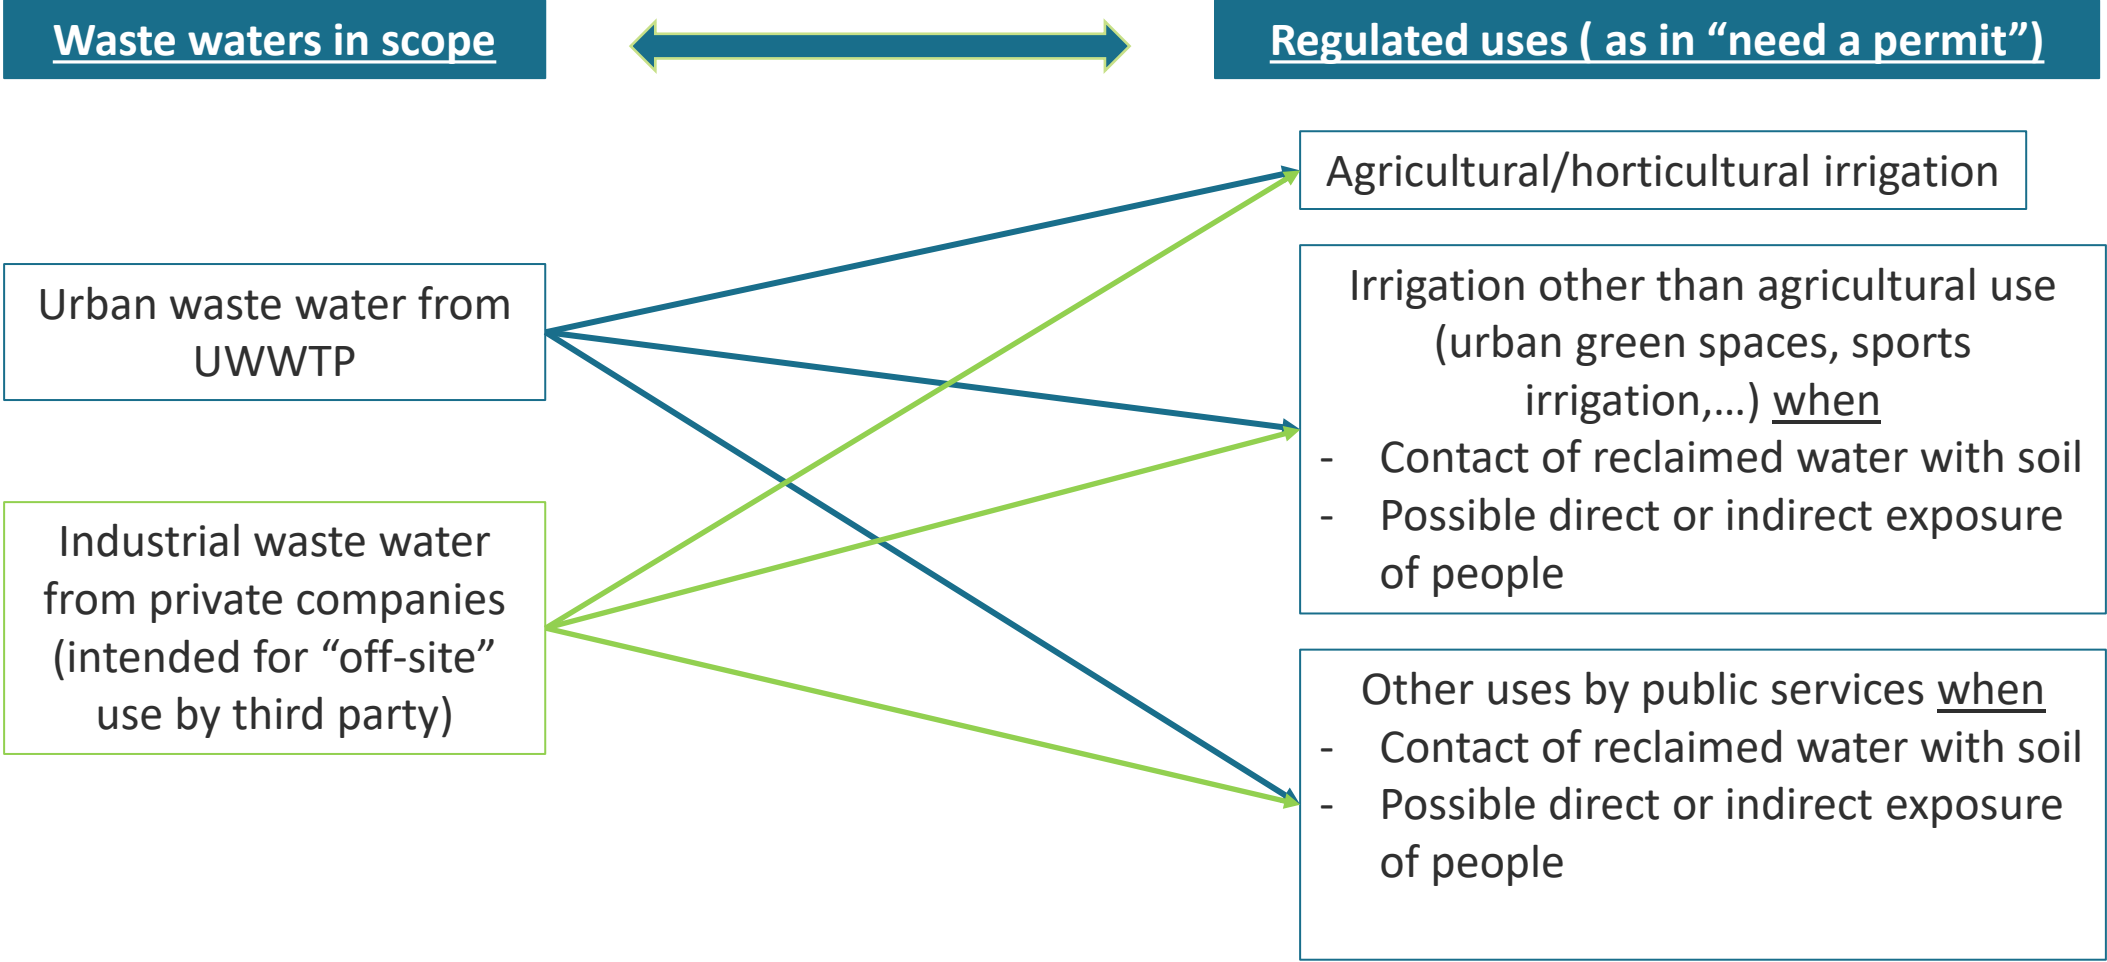 Waste waters in scope
Regulated uses ( as in “need a permit”)
Urban waste water from
UWWTP
Industrial waste water
from private companies
(intended for “off-site”
use by third party)
Agricultural/horticultural irrigation
Irrigation other than agricultural use
(urban green spaces, sports
irrigation,…) when
- Contact of reclaimed water with soil
- Possible direct or indirect exposure
of people
Other uses by public services when
- Contact of reclaimed water with soil
- Possible direct or indirect exposure
of people